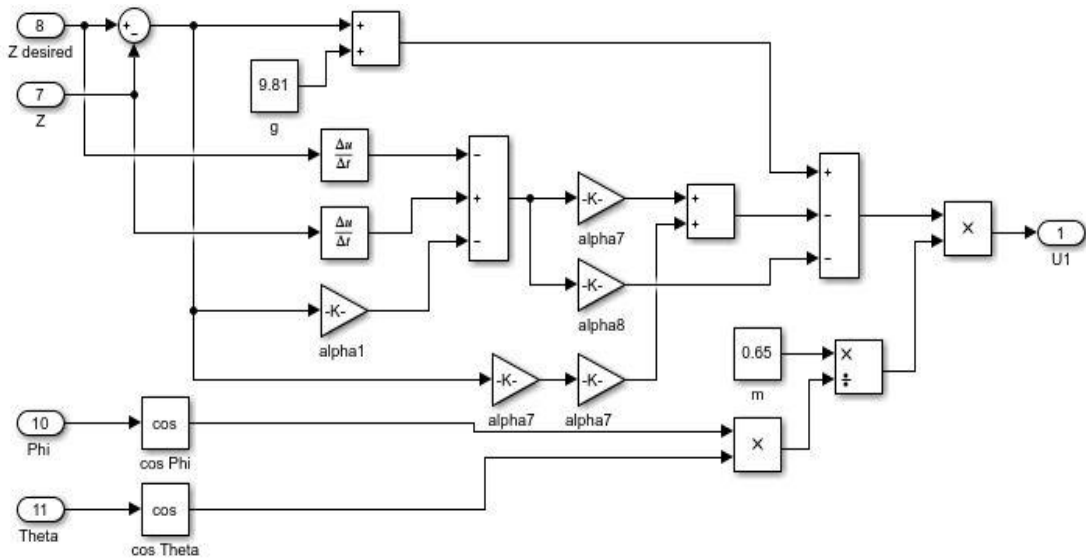 8
Z desired
+
−
7
Z
9.81
g
+
+
Δu
Δt
Δu
Δt
−
+
−
-K-
alpha1
-K-
alpha7
-K-
alpha8
+
+
-K-
alpha7
-K-
alpha7
+
−
−
×
1
U1
0.65
m
×
÷
10
Phi
cos
cos Phi
×
11
Theta
cos
cos Theta